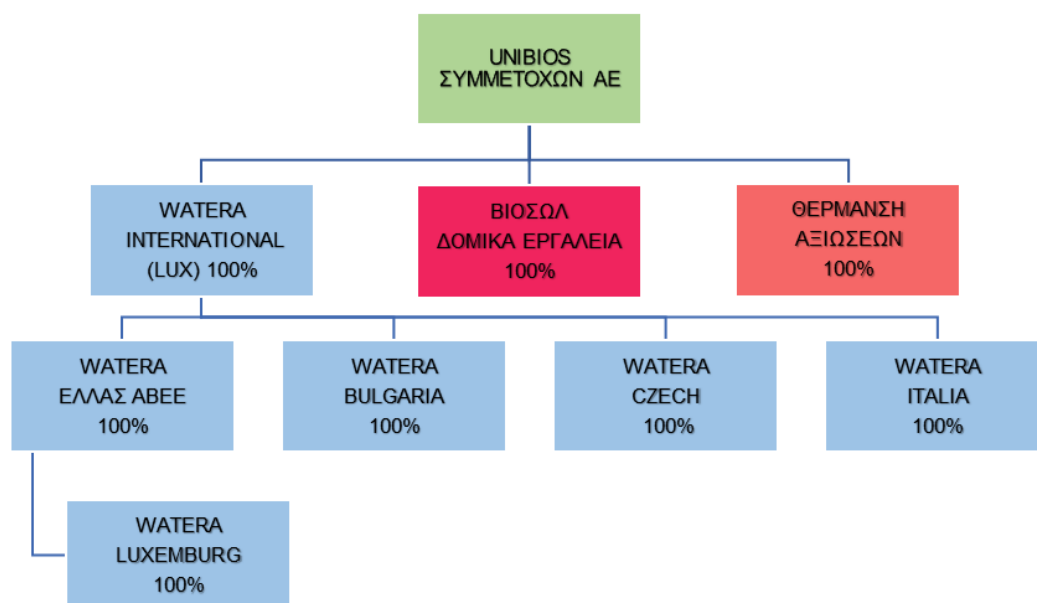 UNIBIOS
ΣΥΜΜΕΤΟΧΩΝ ΑΕ
WATERA
INTERNATIONAL
(LUX) 100%
ΒΙΟΣΩΛ
ΔΟΜΙΚΑ ΕΡΓΑΛΕΙΑ
100%
ΘΕΡΜΑΝΣΗ
ΑΞΙΩΣΕΩΝ
100%
WATERA
ΕΛΛΑΣ ΑΒΕΕ
100%
WATERA
BULGARIA
100%
WATERA
CZECH
100%
WATERA
ITALIA
100%
WATERA
LUXEMBURG
100%